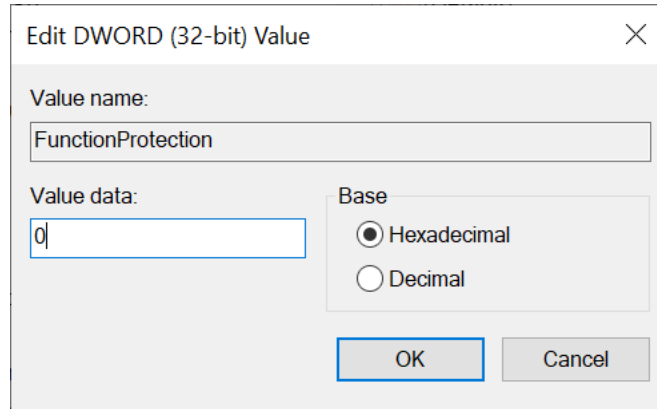 Edit DWORD (32-bit) Value
Value name:
FunctionProtection
Value data:
0
Base
Hexadecimal
Decimal
OK
Cancel